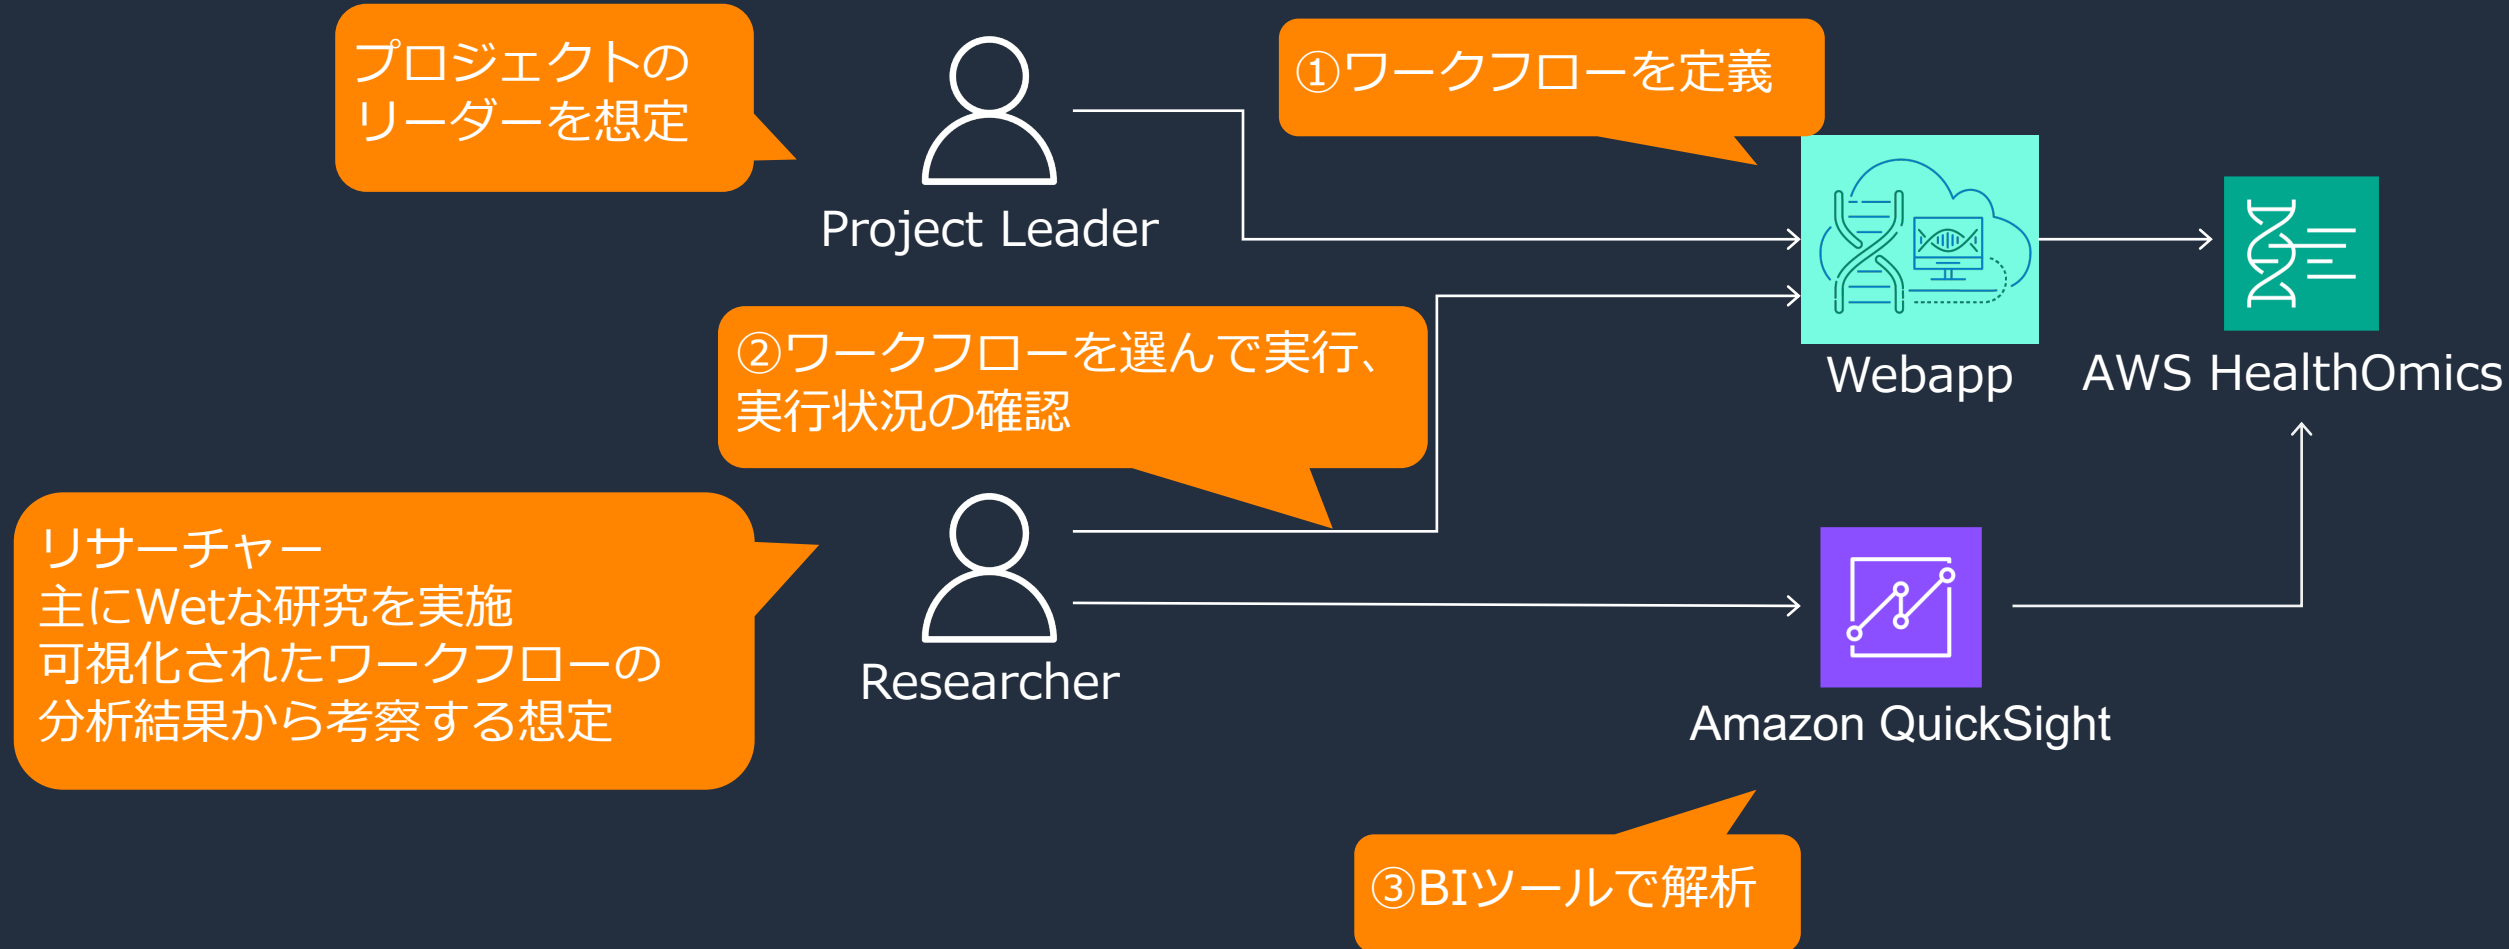 プロジェクトの
リーダーを想定
Project Leader
①ワークフローを定義
Webapp
AWS HealthOmics
②ワークフローを選んで実行、
実行状況の確認
リサーチャー
主にWetな研究を実施
可視化されたワークフローの
分析結果から考察する想定
Researcher
Amazon QuickSight
③BIツールで解析